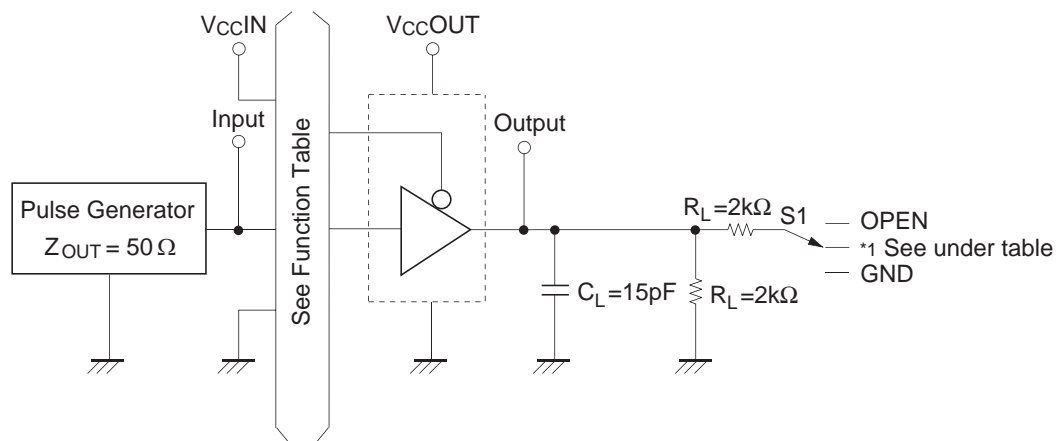 VCCIN
VCCOUT
Input
Output
Pulse Generator
ZOUT = 50 Ω
See Function Table
RL=2kΩ
S1
OPEN
*1 See under table
GND
CL=15pF
RL=2kΩ